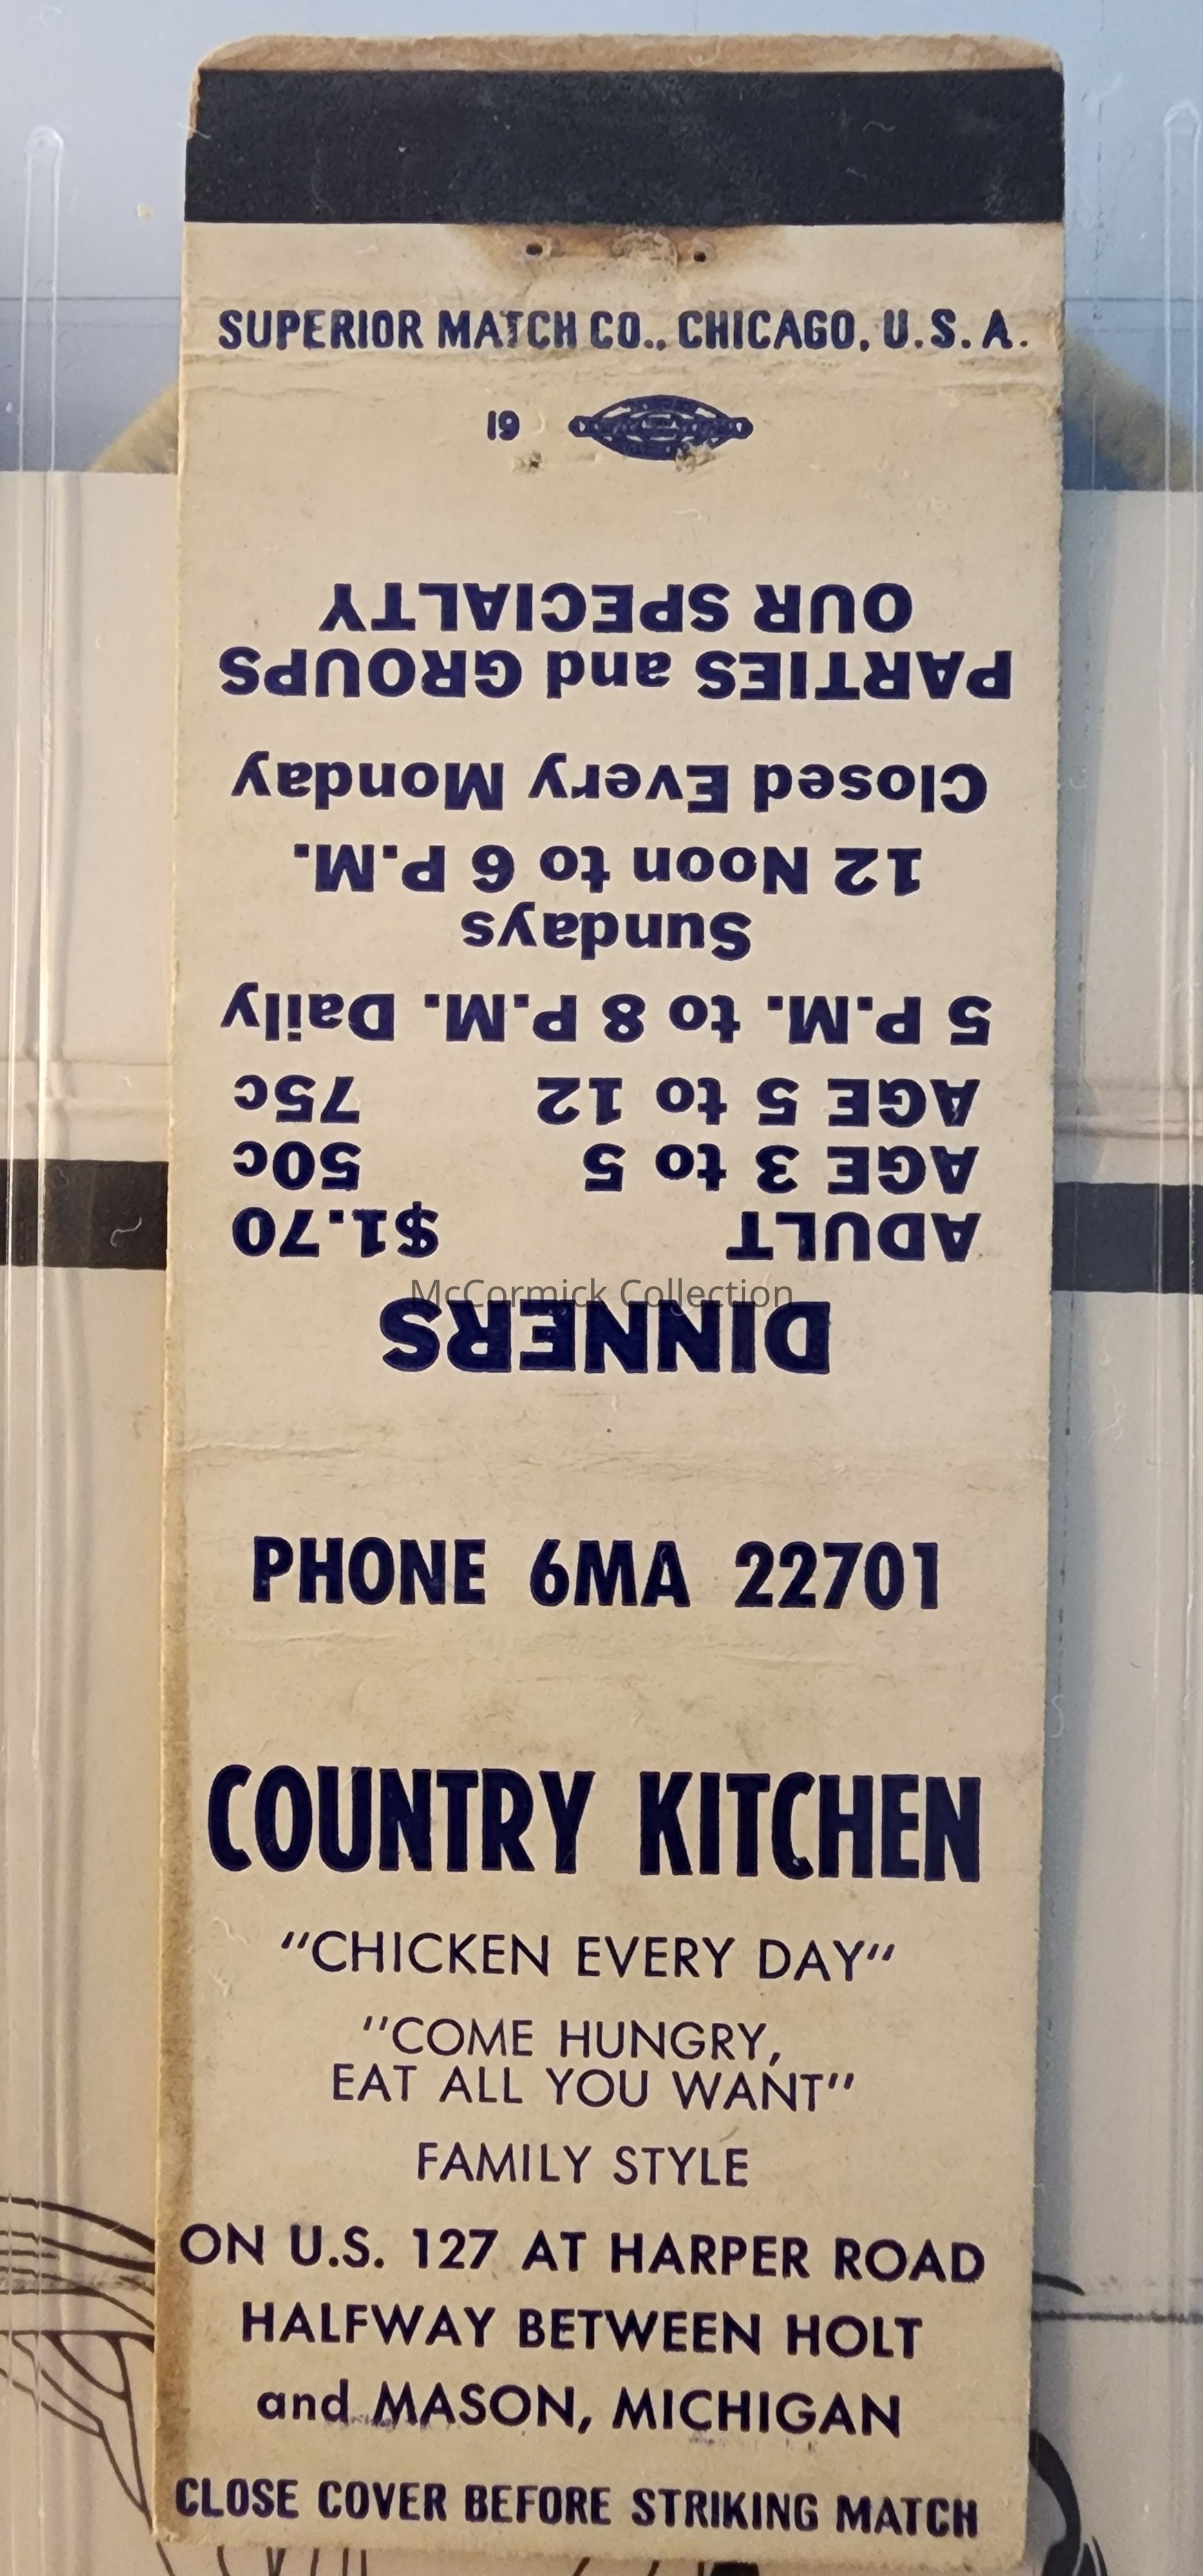 SUPERIOR MATCH CO., CHICAGO, U.S.A.
19
DINNERS
ADULT $1.70
AGE 3 to 5 50c
AGE 5 to 12 75c
5 P.M. to 8 P.M. Daily
Sundays
12 Noon to 6 P.M.
Closed Every Monday
PARTIES and GROUPS
OUR SPECIALTY
McCormick Collection
PHONE 6MA 22701
COUNTRY KITCHEN
"CHICKEN EVERY DAY"
"COME HUNGRY,
EAT ALL YOU WANT"
FAMILY STYLE
ON U.S. 127 AT HARPER ROAD
HALFWAY BETWEEN HOLT
and MASON, MICHIGAN
CLOSE COVER BEFORE STRIKING MATCH